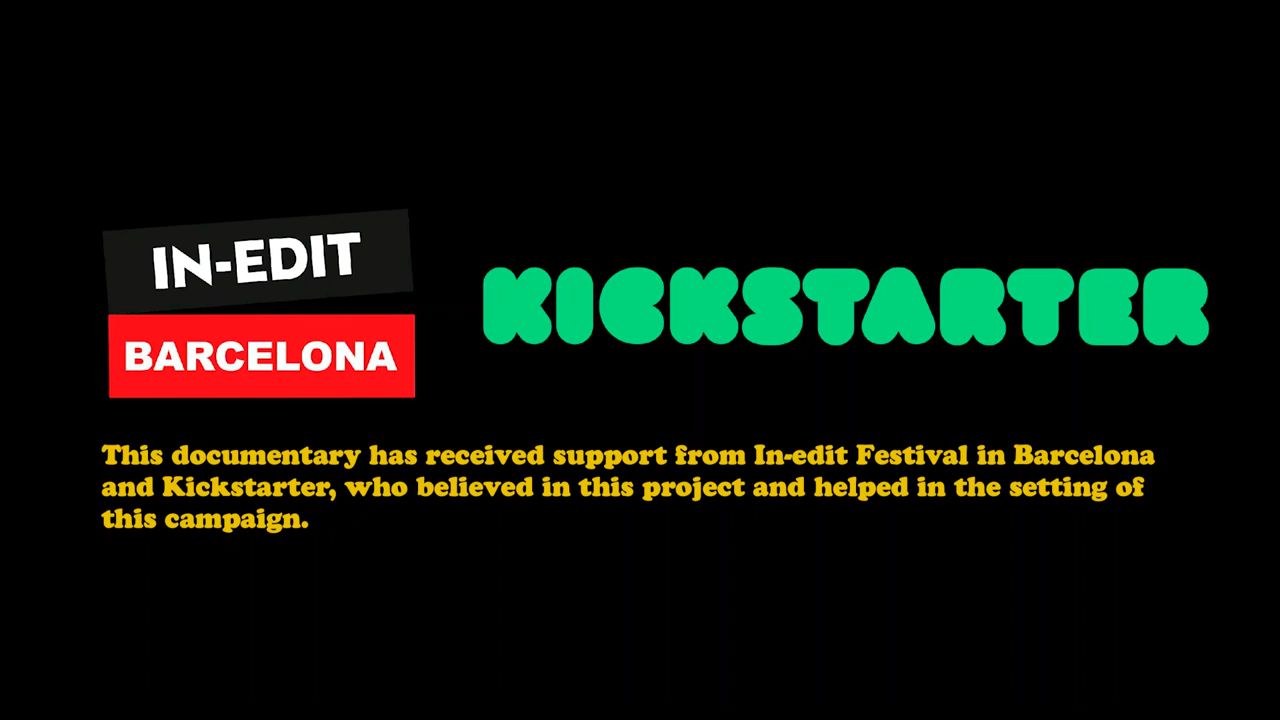 IN-EDIT
BARCELONA
KICKSTARTER
This documentary has received support from In-edit Festival in Barcelona
and Kickstarter, who believed in this project and helped in the setting of
this campaign.